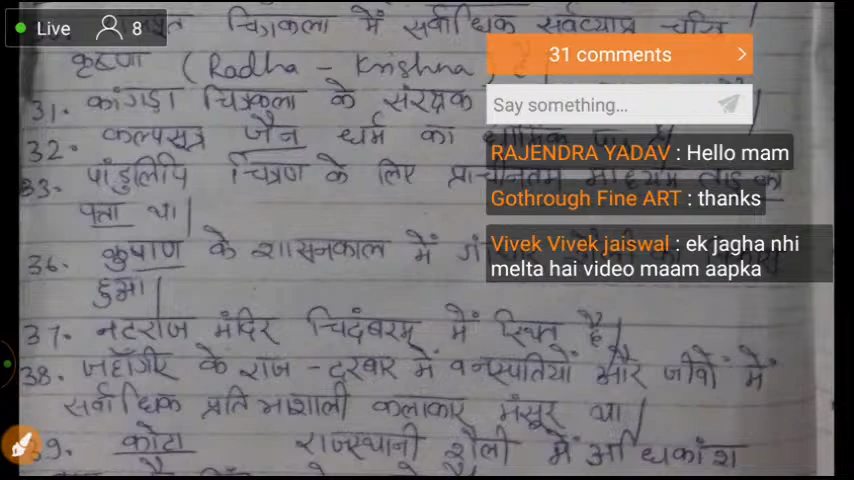 Live 8
चित्रकला में सर्वाधिक
कृष्णा (Radha - Krishna)
31 comments
Say something...
31. कांगड़ा चित्रकला के संरक्षक
32. कल्पसूत्र जैन धर्म का धार्मिक
RAJENDRA YADAV : Hello mam
33. पांडुलिपि चित्रण के लिए प्राचीनतम माध्यम ताड़ का
पत्ता था|
Gothrough Fine ART : thanks
Vivek Vivek jaiswal : ek jagha nhi
melta hai video maam aapka
36. कुषाण के शासनकाल में
हुआ|
37. नटराज मंदिर चिदंबरम् में स्थित है|
38. जहाँगीर के राज - दरबार में वनस्पतियों और जीवों में
सर्वाधिक प्रतिभाशाली कलाकार मंसूर था|
39. कोटा राजस्थानी शैली में अधिकांश